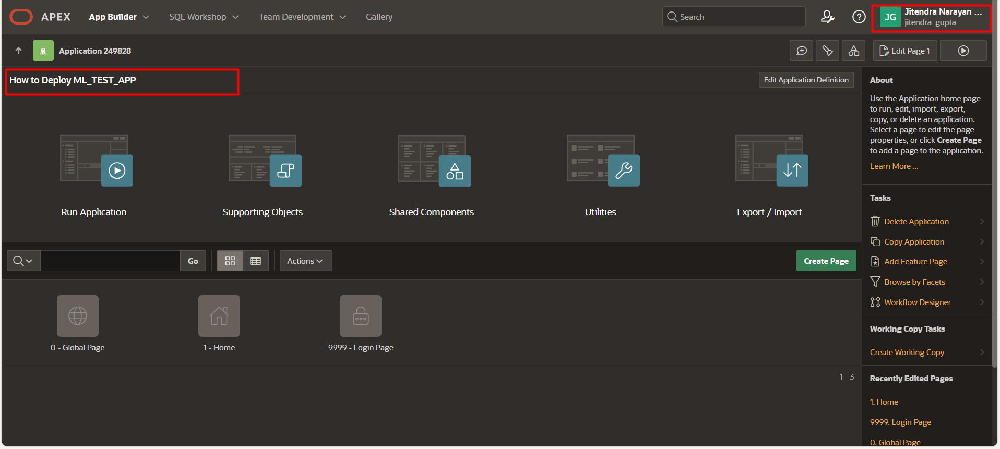 APEX
App Builder
SQL Workshop
Team Development
Gallery
Search
JG
Jitendra Narayan ...
jitendra_gupta
Application 249828
Edit Page 1
How to Deploy ML_TEST_APP
Edit Application Definition
Run Application
Supporting Objects
Shared Components
Utilities
Export / Import
Go
Actions
Create Page
0 - Global Page
1 - Home
9999 - Login Page
1 - 3
About
Use the Application home page
to run, edit, import, export,
copy, or delete an application.
Select a page to edit the page
properties, or click Create Page
to add a page to the application.
Learn More ...
Tasks
Delete Application
Copy Application
Add Feature Page
Browse by Facets
Workflow Designer
Working Copy Tasks
Create Working Copy
Recently Edited Pages
1. Home
9999. Login Page
0. Global Page